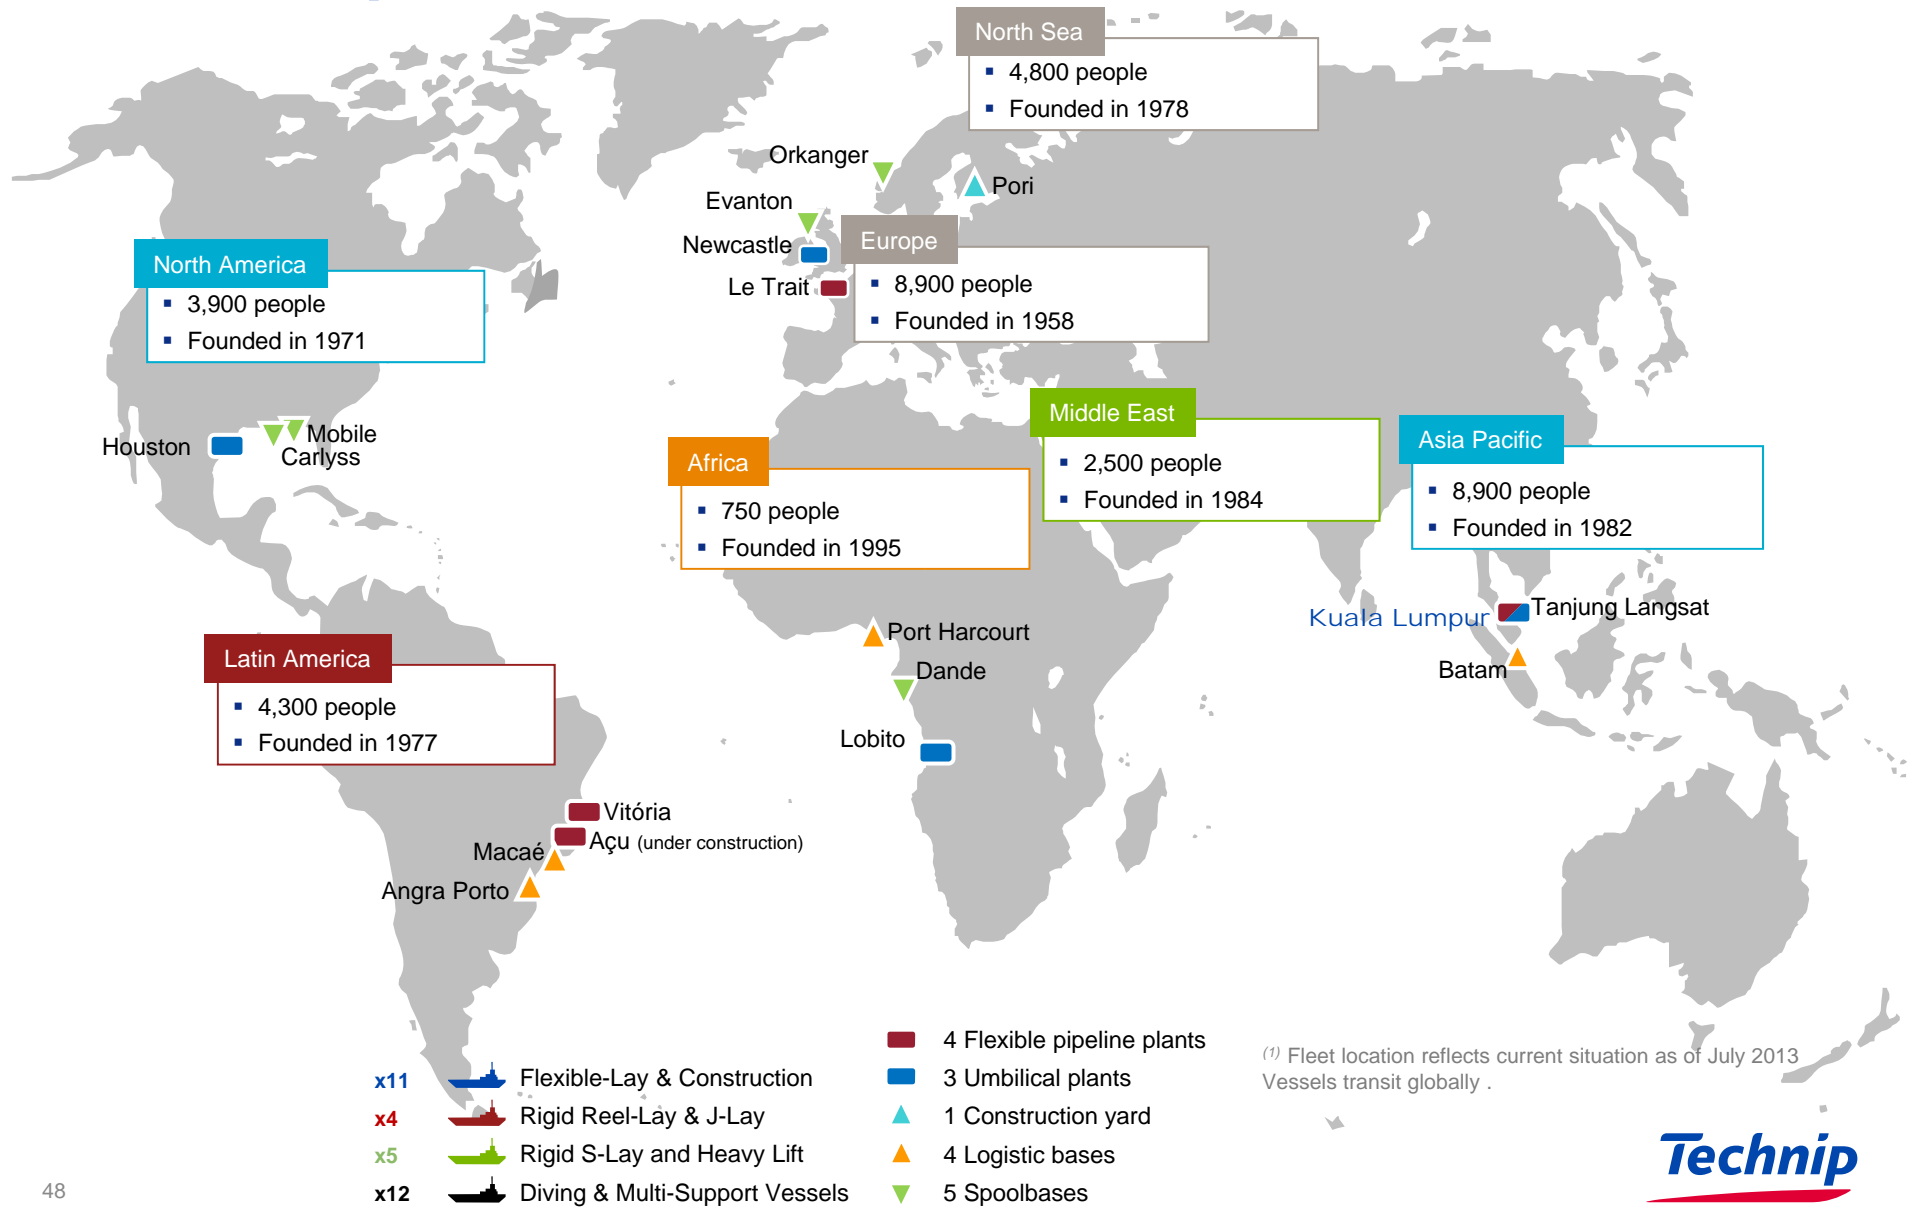 North Sea
▪ 4,800 people
▪ Founded in 1978
Orkanger
Pori
Evanton
Newcastle
Le Trait
Europe
▪ 8,900 people
▪ Founded in 1958
North America
▪ 3,900 people
▪ Founded in 1971
Houston
Mobile
Carlyss
Middle East
▪ 2,500 people
▪ Founded in 1984
Africa
▪ 750 people
▪ Founded in 1995
Asia Pacific
▪ 8,900 people
▪ Founded in 1982
Kuala Lumpur
Tanjung Langsat
Batam
Port Harcourt
Dande
Lobito
Latin America
▪ 4,300 people
▪ Founded in 1977
Vitória
Açu (under construction)
Macaé
Angra Porto
x11 Flexible-Lay & Construction
x4 Rigid Reel-Lay & J-Lay
x5 Rigid S-Lay and Heavy Lift
x12 Diving & Multi-Support Vessels
4 Flexible pipeline plants
3 Umbilical plants
1 Construction yard
4 Logistic bases
5 Spoolbases
(1) Fleet location reflects current situation as of July 2013
Vessels transit globally .
Technip
48